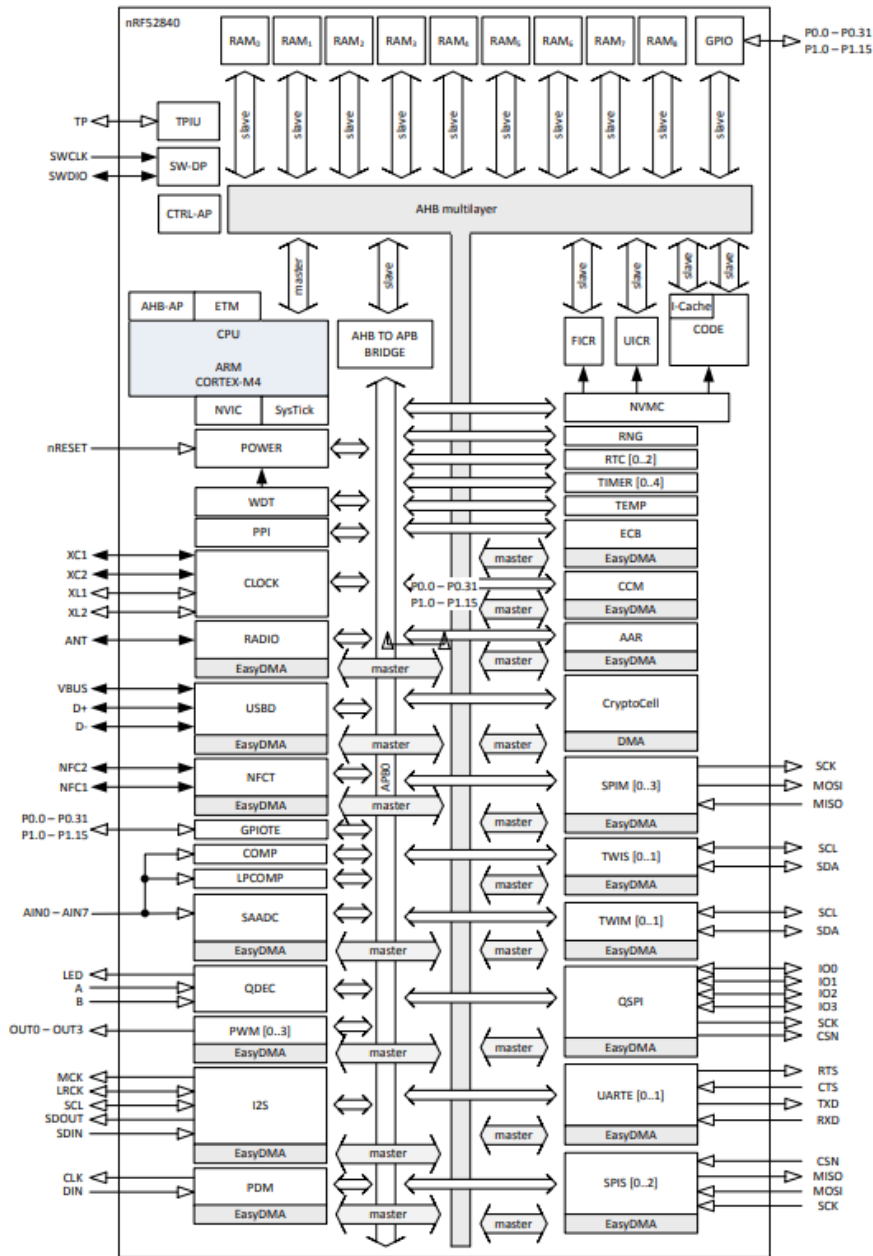 nRF52840
RAM₀ RAM₁ RAM₂ RAM₃ RAM₄ RAM₅ RAM₆ RAM₇ RAM₈ GPIO
P0.0 – P0.31
P1.0 – P1.15
slave slave slave slave slave slave slave slave slave slave
TP TPIU
SWCLK
SW-DP
SWDIO
CTRL-AP
AHB multilayer
master slave slave slave slave slave
AHB-AP ETM
I-Cache
CODE
CPU
ARM
CORTEX-M4
AHB TO APB
BRIDGE
FICR UICR
NVIC SysTick
NVMC
nRESET POWER
RNG
RTC [0..2]
TIMER [0..4]
WDT
TEMP
PPI
ECB
master EasyDMA
XC1
XC2
XL1
XL2
CLOCK
P0.0 – P0.31
P1.0 – P1.15
CCM
master EasyDMA
ANT RADIO
AAR
EasyDMA master master EasyDMA
VBUS
D+
D-
USBD
CryptoCell
EasyDMA master master DMA
APB0
NFC2
NFC1
NFCT
EasyDMA master
SPIM [0..3]
SCK
MOSI
MISO
master EasyDMA
P0.0 – P0.31
P1.0 – P1.15
GPIOTE
COMP
LPCOMP
TWIS [0..1]
SCL
SDA
master EasyDMA
AIN0 – AIN7
SAADC
EasyDMA master
TWIM [0..1]
SCL
SDA
master EasyDMA
LED
A
B
QDEC
QSPI
IO0
IO1
IO2
IO3
SCK
CSN
OUT0 – OUT3 PWM [0..3]
EasyDMA master master EasyDMA
MCK
LRCK
SCL
SDOUT
SDIN
I2S
EasyDMA master
UARTE [0..1]
RTS
CTS
TXD
RXD
master EasyDMA
CLK
DIN
PDM
EasyDMA master
SPIS [0..2]
CSN
MISO
MOSI
SCK
master EasyDMA